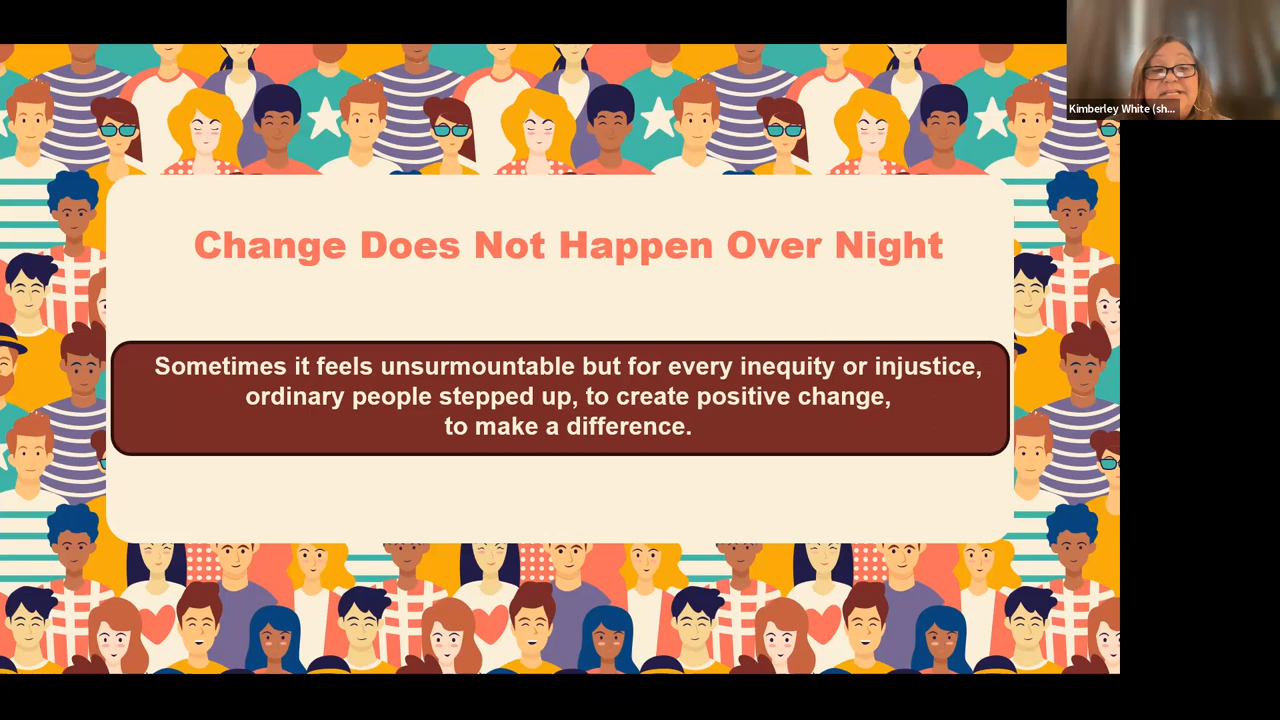 Kimberley White (sh...
Change Does Not Happen Over Night
Sometimes it feels unsurmountable but for every inequity or injustice,
ordinary people stepped up, to create positive change,
to make a difference.